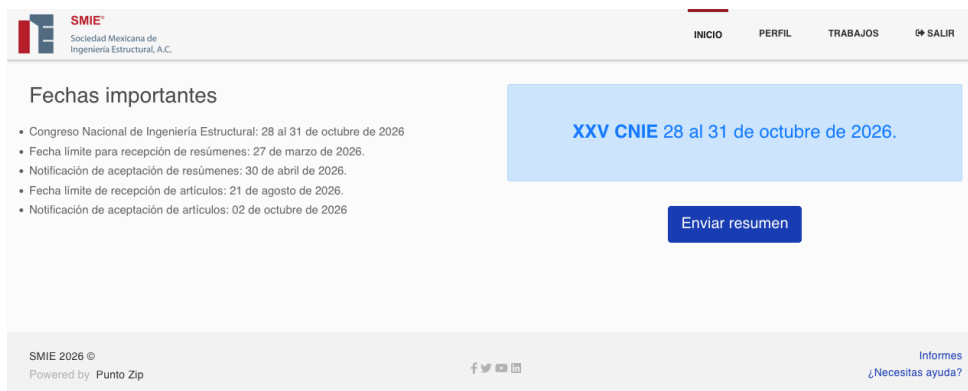 SMIE®
Sociedad Mexicana de
Ingeniería Estructural, A.C.
INICIO
PERFIL
TRABAJOS
SALIR
Fechas importantes
Congreso Nacional de Ingeniería Estructural: 28 al 31 de octubre de 2026
Fecha límite para recepción de resúmenes: 27 de marzo de 2026.
Notificación de aceptación de resúmenes: 30 de abril de 2026.
Fecha límite de recepción de artículos: 21 de agosto de 2026.
Notificación de aceptación de artículos: 02 de octubre de 2026
XXV CNIE 28 al 31 de octubre de 2026.
Enviar resumen
SMIE 2026 ©
Powered by Punto Zip
Informes
¿Necesitas ayuda?